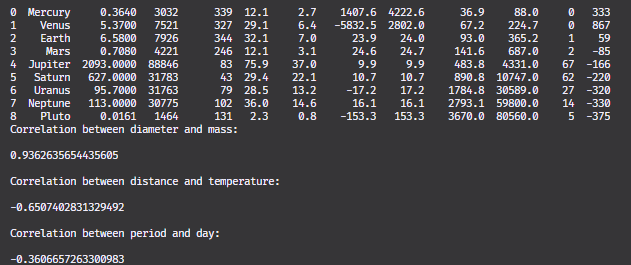 0 Mercury 0.3640 3032 339 12.1 2.7 1407.6 4222.6 36.9 88.0 0 333
1 Venus 5.3700 7521 327 29.1 6.4 -5832.5 2802.0 67.2 224.7 0 867
2 Earth 6.5800 7926 344 32.1 7.0 23.9 24.0 93.0 365.2 1 59
3 Mars 0.7080 4221 246 12.1 3.1 24.6 24.7 141.6 687.0 2 -85
4 Jupiter 2093.0000 88846 83 75.9 37.0 9.9 9.9 483.8 4331.0 67 -166
5 Saturn 627.0000 31783 43 29.4 22.1 10.7 10.7 890.8 10747.0 62 -220
6 Uranus 95.7000 31763 79 28.5 13.2 -17.2 17.2 1784.8 30589.0 27 -320
7 Neptune 113.0000 30775 102 36.0 14.6 16.1 16.1 2793.1 59800.0 14 -330
8 Pluto 0.0161 1464 131 2.3 0.8 -153.3 153.3 3670.0 80560.0 5 -375
Correlation between diameter and mass:
0.9362635654435605
Correlation between distance and temperature:
-0.6507402831329492
Correlation between period and day:
-0.3606657263300983